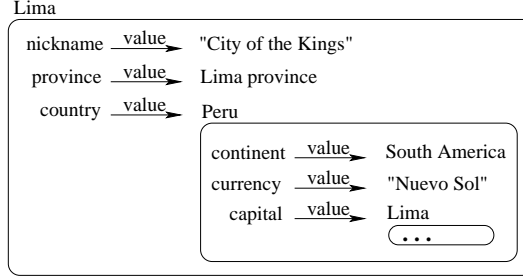 Lima
nickname value "City of the Kings"
province value Lima province
country value Peru
continent value South America
currency value "Nuevo Sol"
capital value Lima
...